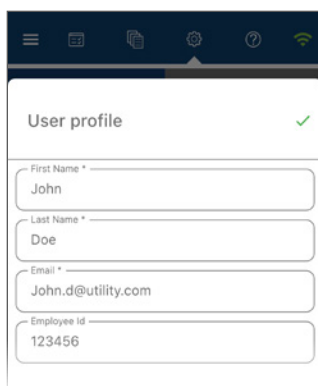 User profile
First Name *
John
Last Name *
Doe
Email *
John.d@utility.com
Employee Id
123456